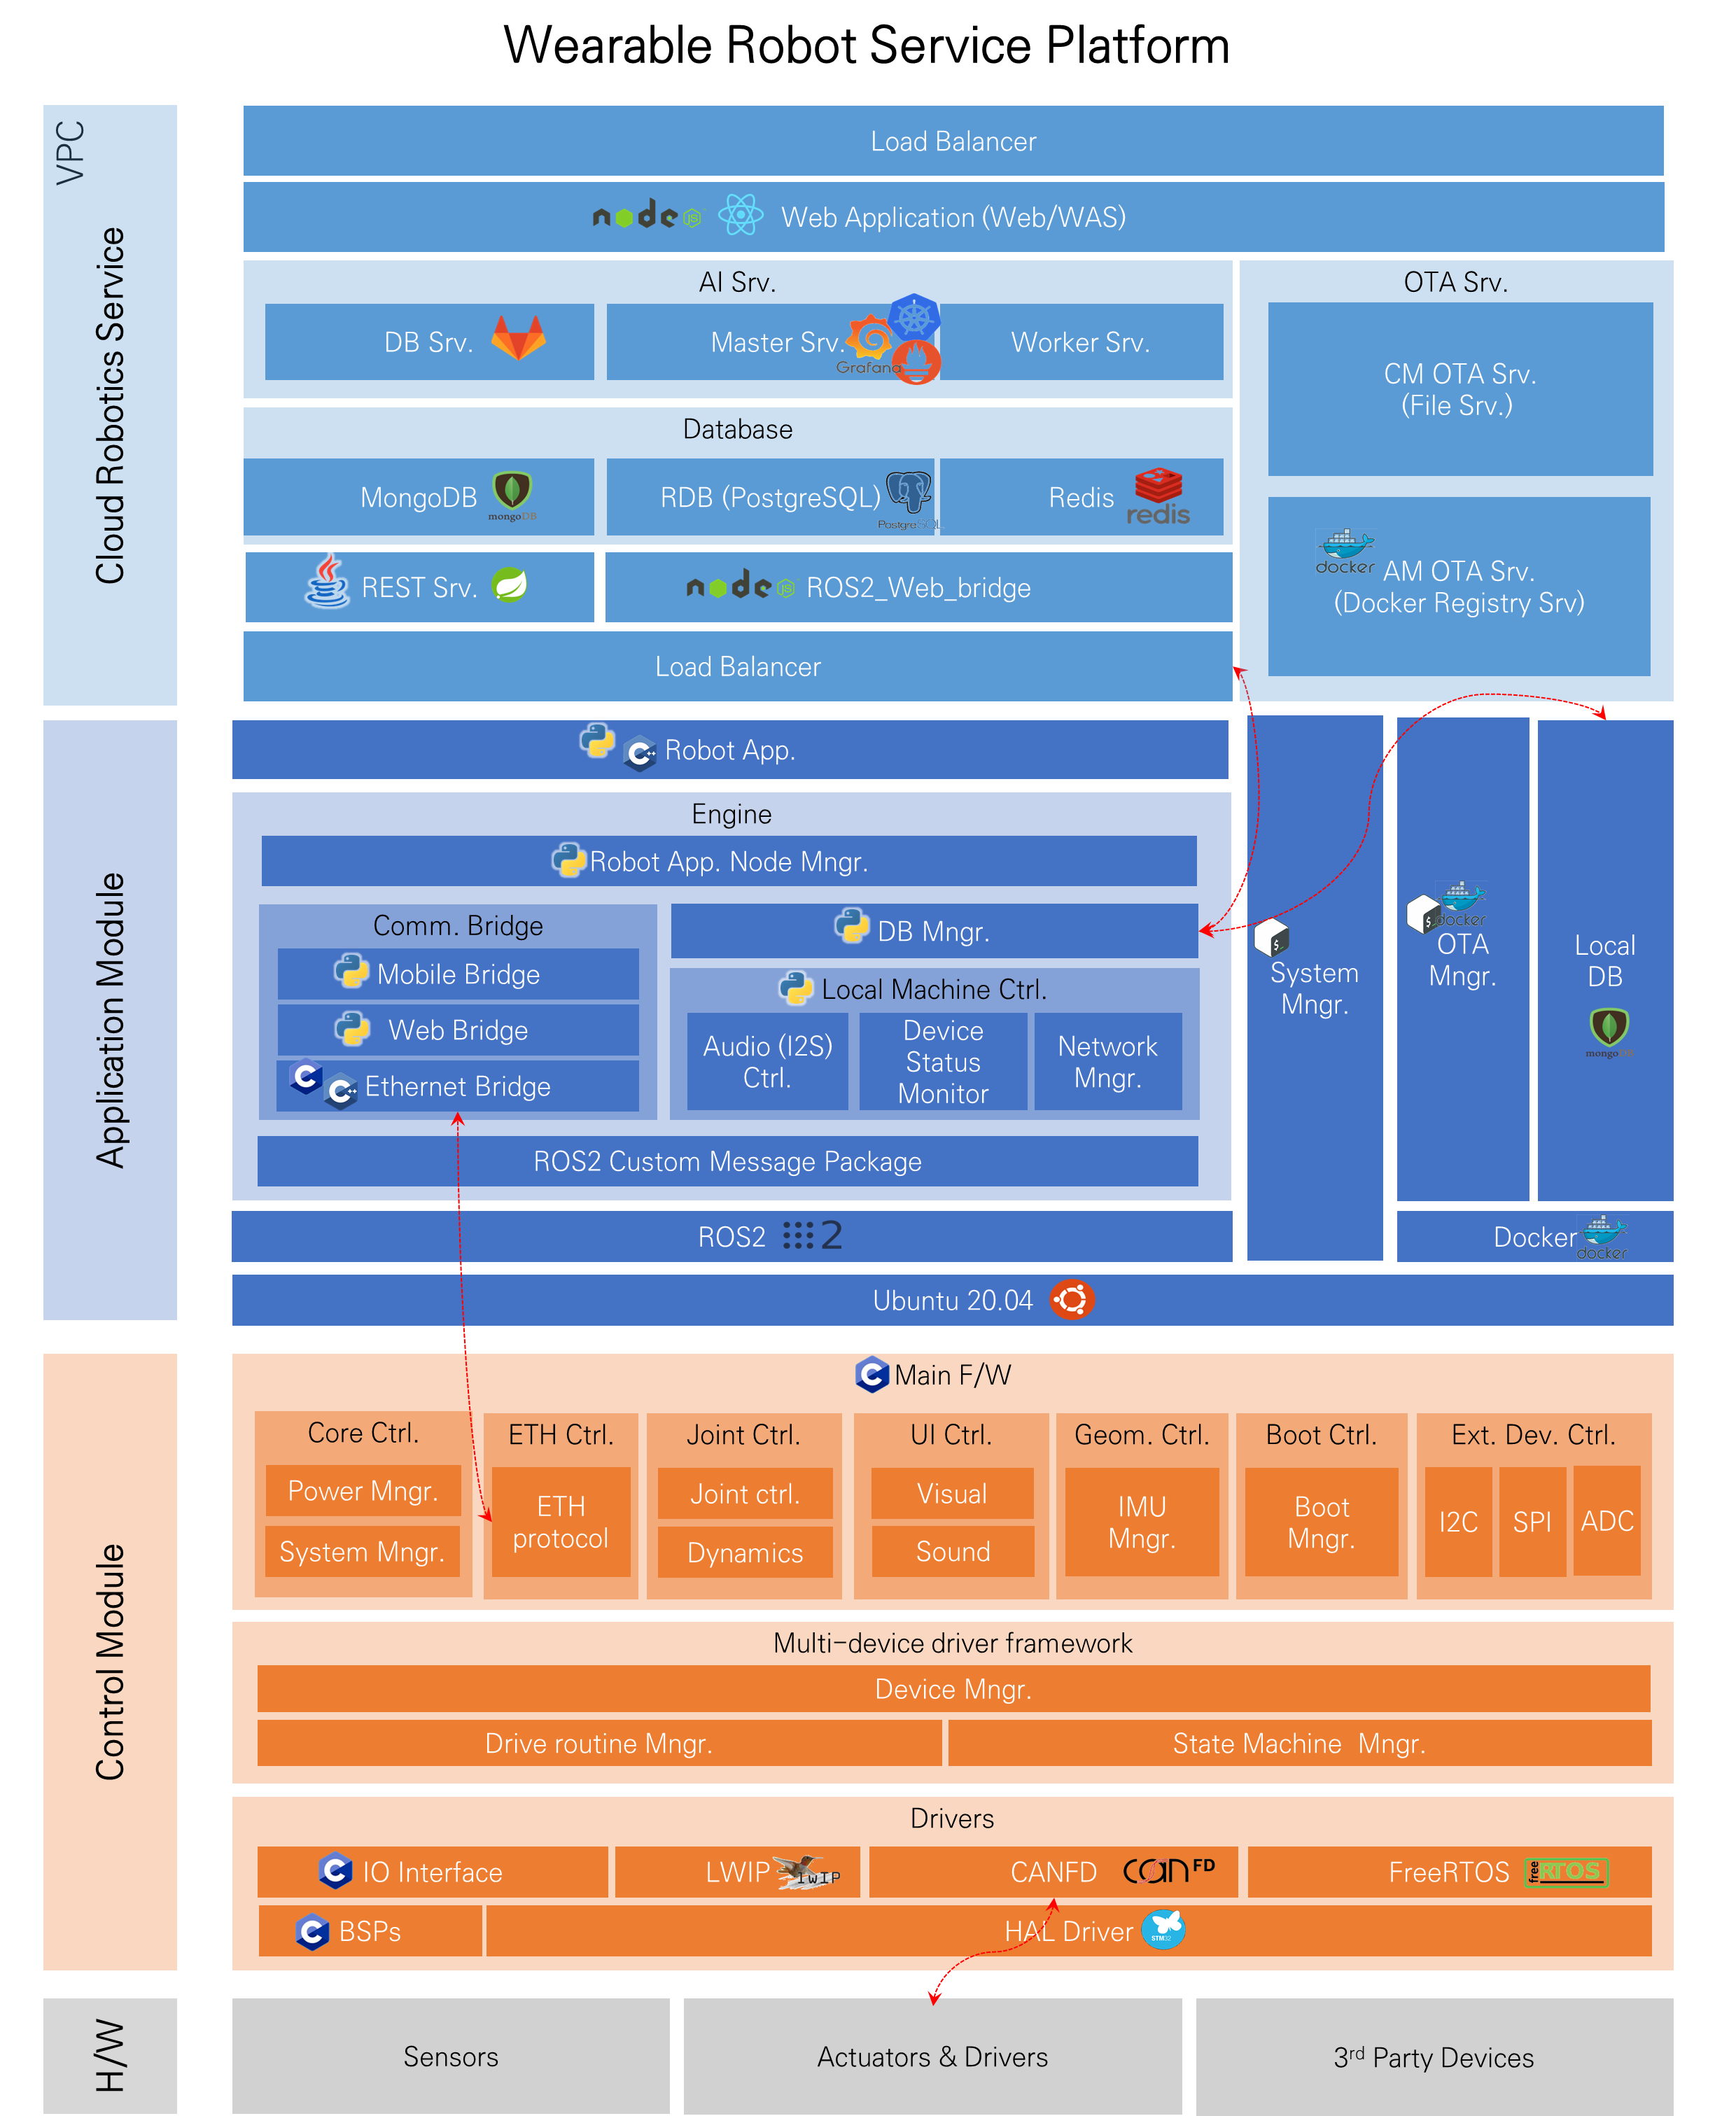 Wearable Robot Service Platform
VPC
Cloud Robotics Service
Load Balancer
node JS Web Application (Web/WAS)
AI Srv.
DB Srv.
Master Srv.
Grafana
Worker Srv.
OTA Srv.
CM OTA Srv.
(File Srv.)
docker
AM OTA Srv.
(Docker Registry Srv)
Database
MongoDB
mongoDB
RDB (PostgreSQL)
PostgreSQL
Redis
redis
REST Srv.
node JS ROS2_Web_bridge
Load Balancer
Application Module
C++ Robot App.
Engine
Robot App. Node Mngr.
Comm. Bridge
Mobile Bridge
Web Bridge
C C++ Ethernet Bridge
DB Mngr.
Local Machine Ctrl.
Audio (I2S)
Ctrl.
Device
Status
Monitor
Network
Mngr.
ROS2 Custom Message Package
ROS2 2
$_
System
Mngr.
$_ docker
OTA
Mngr.
Local
DB
mongoDB
Docker docker
Ubuntu 20.04
Control Module
C Main F/W
Core Ctrl.
Power Mngr.
System Mngr.
ETH Ctrl.
ETH
protocol
Joint Ctrl.
Joint ctrl.
Dynamics
UI Ctrl.
Visual
Sound
Geom. Ctrl.
IMU
Mngr.
Boot Ctrl.
Boot
Mngr.
Ext. Dev. Ctrl.
I2C
SPI
ADC
Multi-device driver framework
Device Mngr.
Drive routine Mngr.
State Machine  Mngr.
Drivers
C IO Interface
LWIP lwIP
CANFD CAN FD
FreeRTOS free RTOS
C BSPs
HAL Driver STM32
H/W
Sensors
Actuators & Drivers
3rd Party Devices